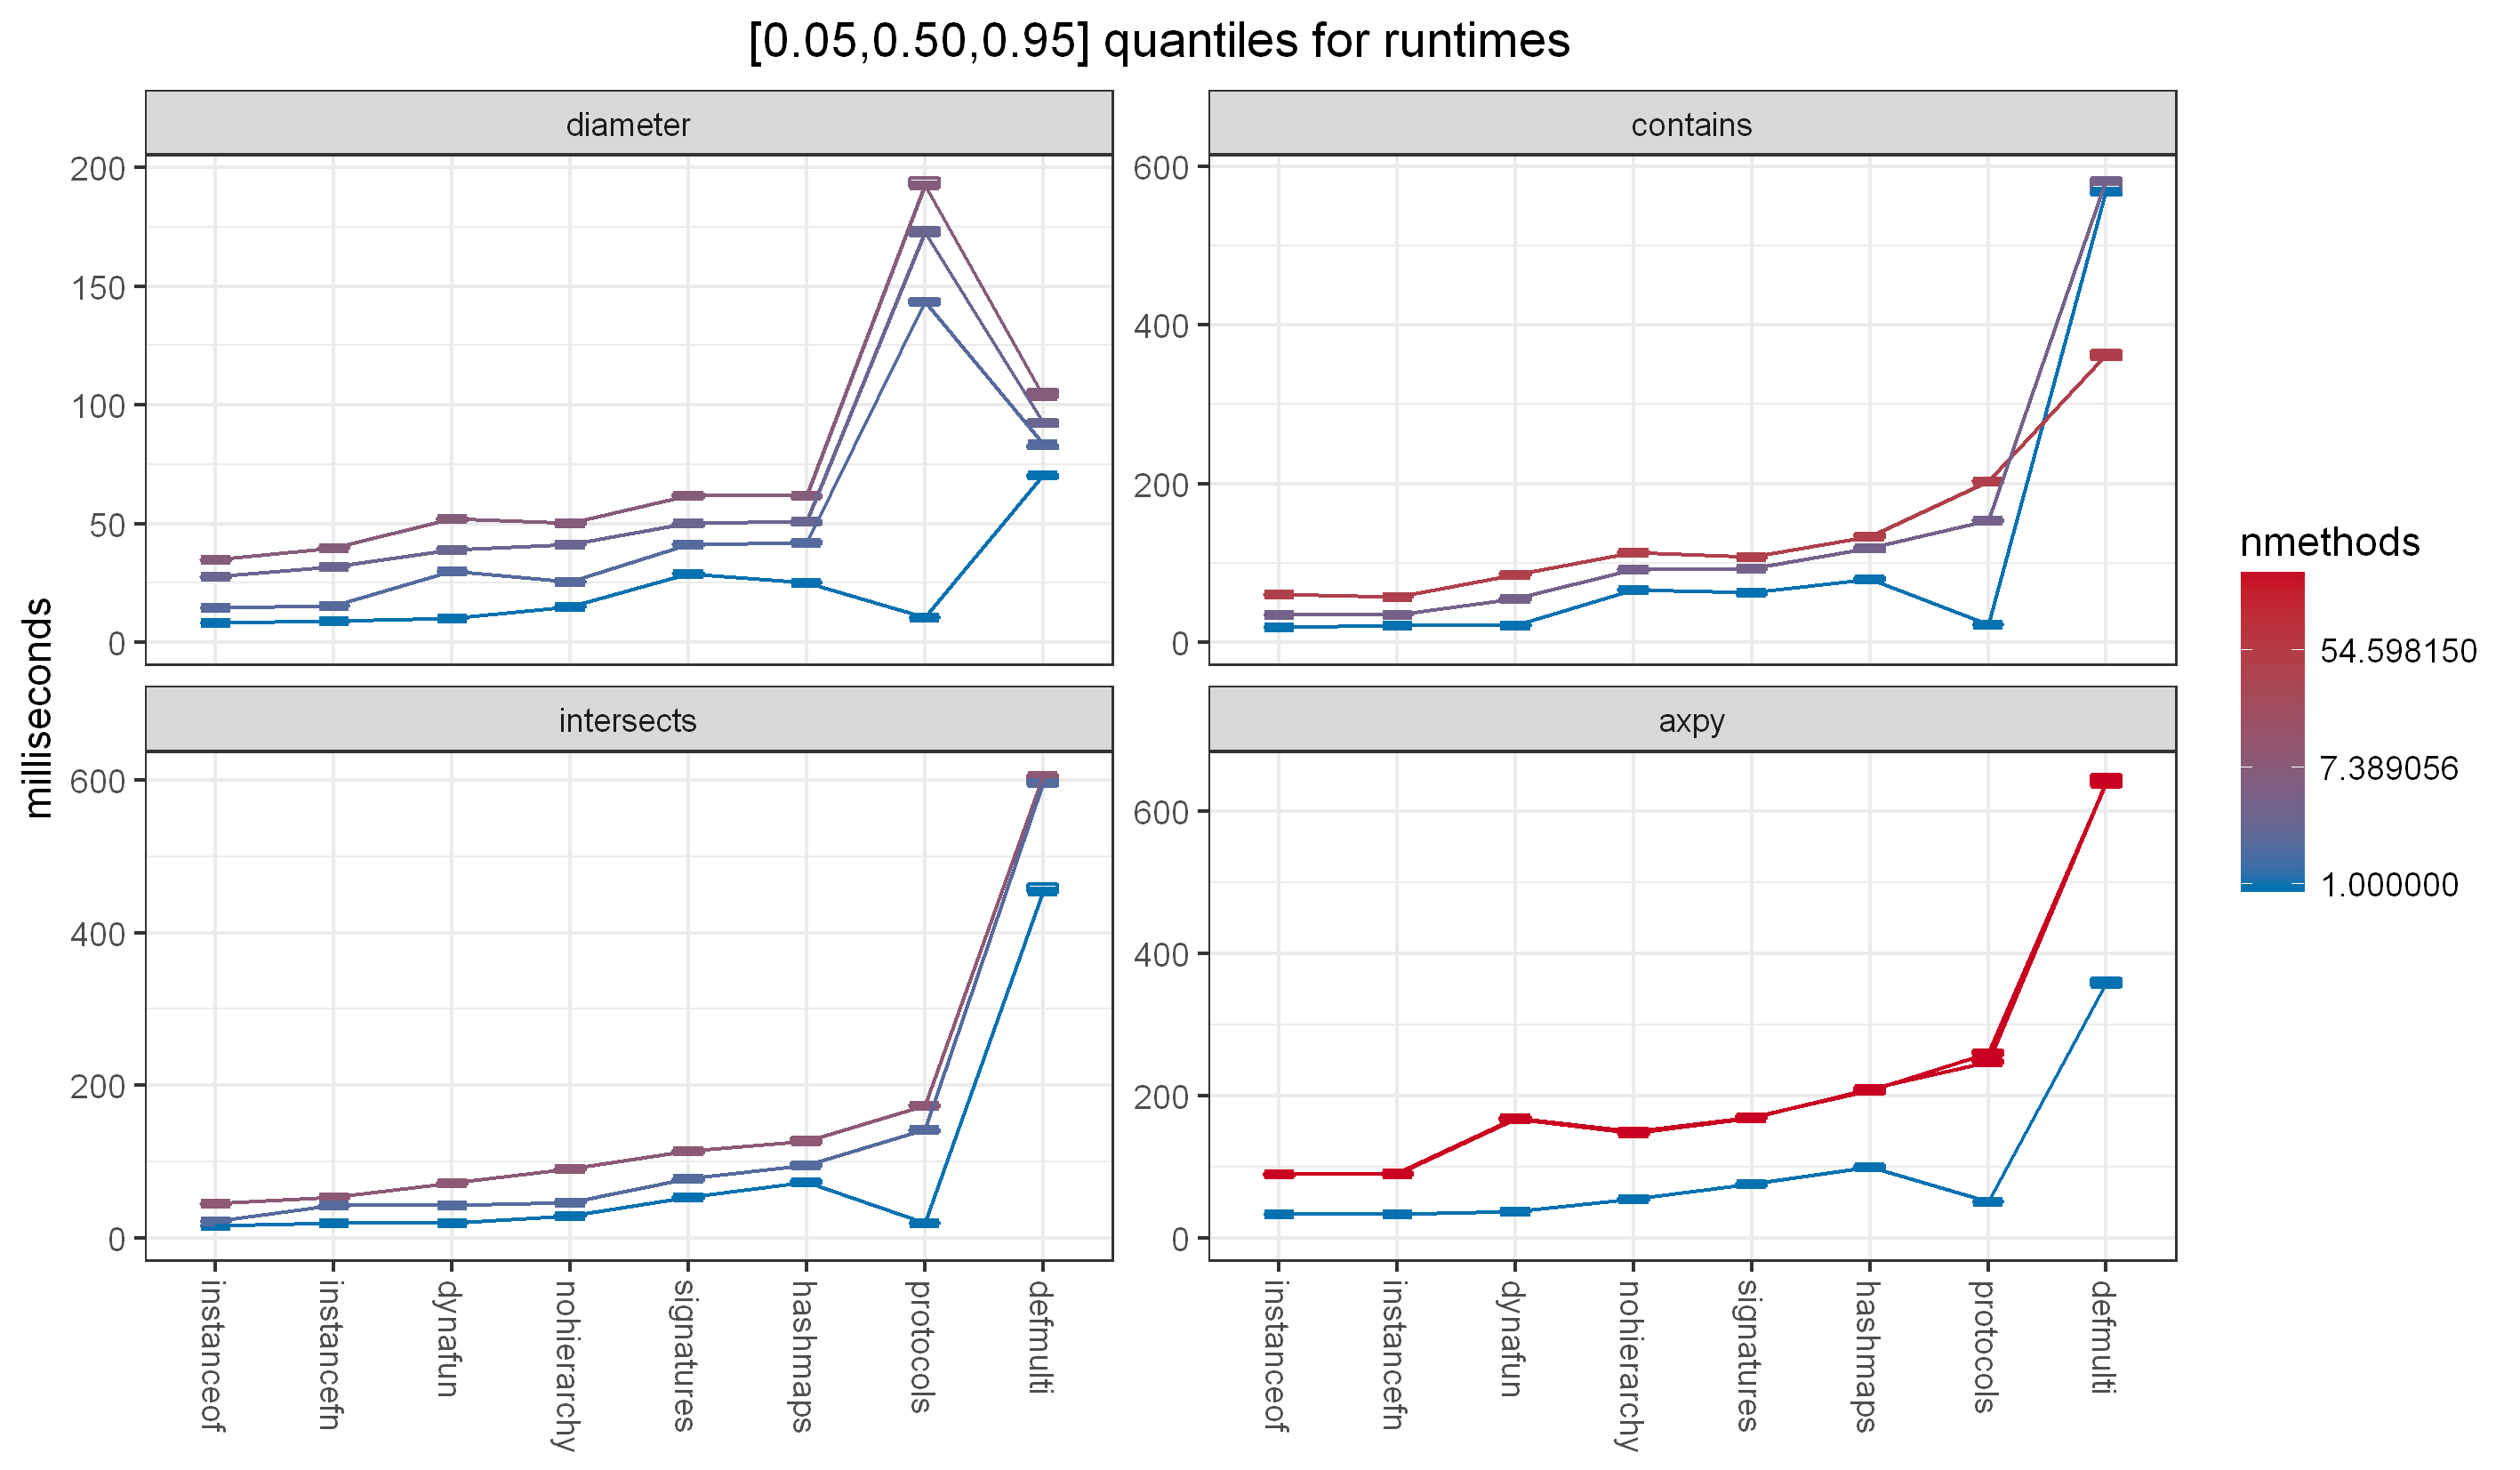 [0.05,0.50,0.95] quantiles for runtimes
milliseconds
diameter
200
150
100
50
0
contains
600
400
200
0
intersects
600
400
200
0
axpy
600
400
200
0
instanceof
instancefn
dynafun
nohierarchy
signatures
hashmaps
protocols
defmulti
instanceof
instancefn
dynafun
nohierarchy
signatures
hashmaps
protocols
defmulti
nmethods
54.598150
7.389056
1.000000